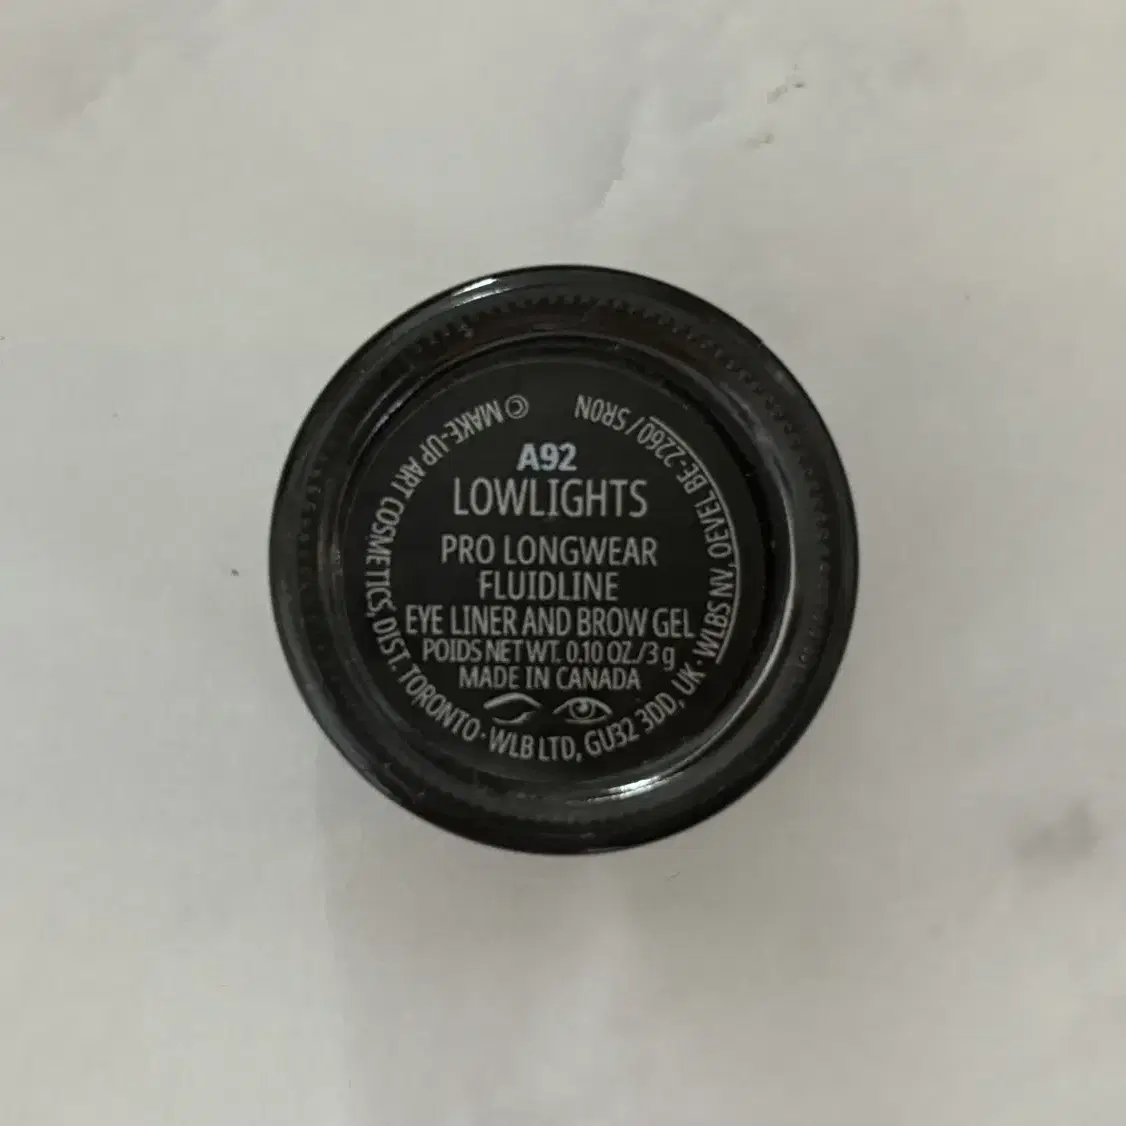 A92
LOWLIGHTS
PRO LONGWEAR
FLUIDLINE
EYE LINER AND BROW GEL
POIDS NET WT. 0.10 OZ./3 g
MADE IN CANADA
© MAKE-UP ART COSMETICS, DIST. TORONTO · WLB LTD, GU32 3DD, UK · WLBS NV, OEVEL BE-2260 / SRON